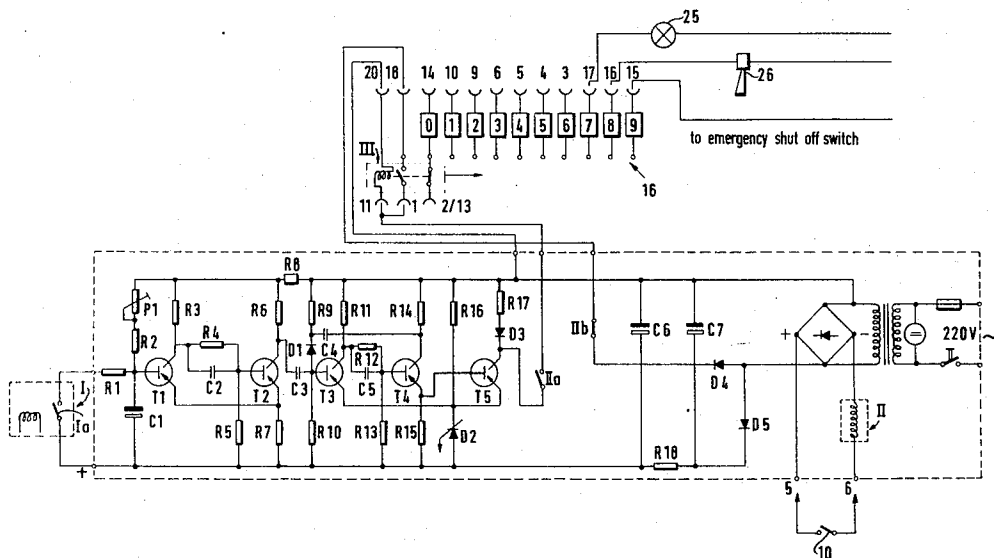 25
20 18 14 10 9 6 5 4 3 17 16 15
26
0 1 2 3 4 5 6 7 8 9
to emergency shut off switch
III
16
11 1 2/13
R8
P1 R3 R6 R9 R11 R14 R16 R17
R2 R4 D1 C4 D3 IIb C6 C7 + - 220V ~
R12 IIa II
R1 C2 C3 C5 D4
T1 T2 T3 T4 T5
I
Ia C1 R5 R7 R10 R13 R15 D2 D5 II
+ R18
5 6
10